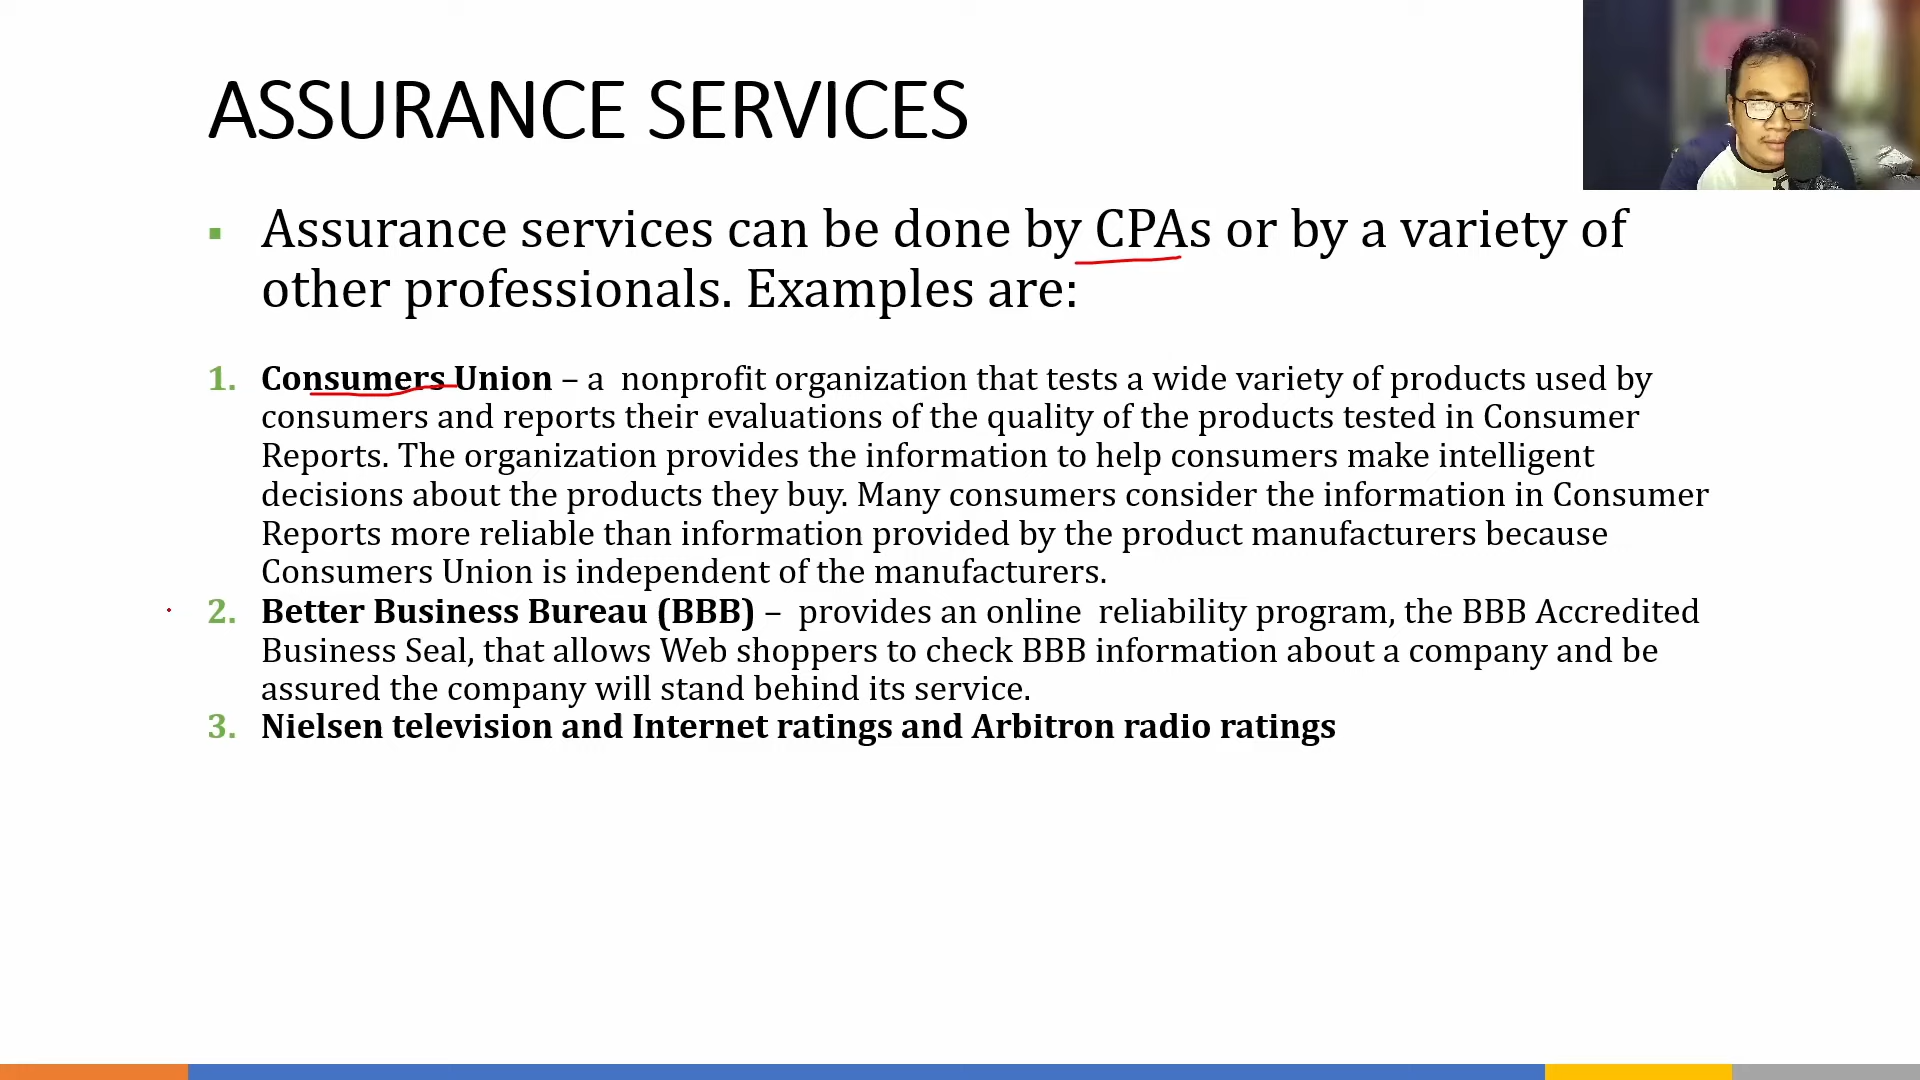 ASSURANCE SERVICES
▪ Assurance services can be done by CPAs or by a variety of
other professionals. Examples are:
1. Consumers Union – a  nonprofit organization that tests a wide variety of products used by
consumers and reports their evaluations of the quality of the products tested in Consumer
Reports. The organization provides the information to help consumers make intelligent
decisions about the products they buy. Many consumers consider the information in Consumer
Reports more reliable than information provided by the product manufacturers because
Consumers Union is independent of the manufacturers.
2. Better Business Bureau (BBB) –  provides an online  reliability program, the BBB Accredited
Business Seal, that allows Web shoppers to check BBB information about a company and be
assured the company will stand behind its service.
3. Nielsen television and Internet ratings and Arbitron radio ratings